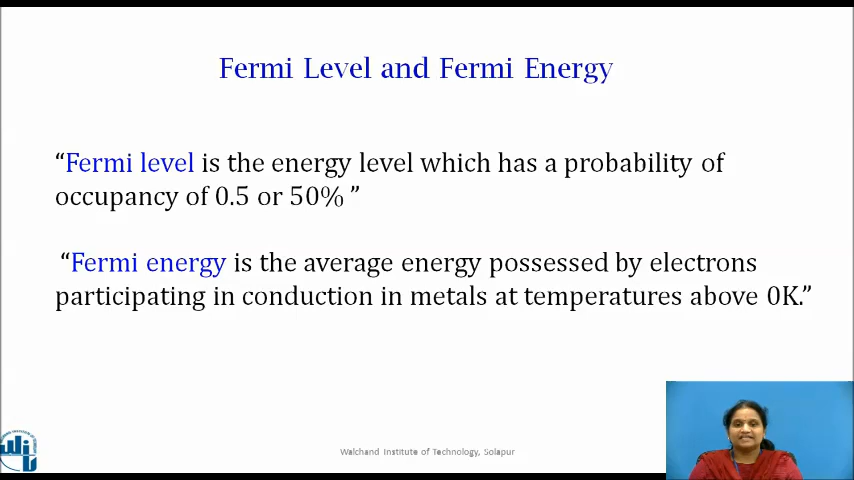 Fermi Level and Fermi Energy
“Fermi level is the energy level which has a probability of
occupancy of 0.5 or 50% ”
“Fermi energy is the average energy possessed by electrons
participating in conduction in metals at temperatures above 0K.”
Walchand Institute of Technology, Solapur